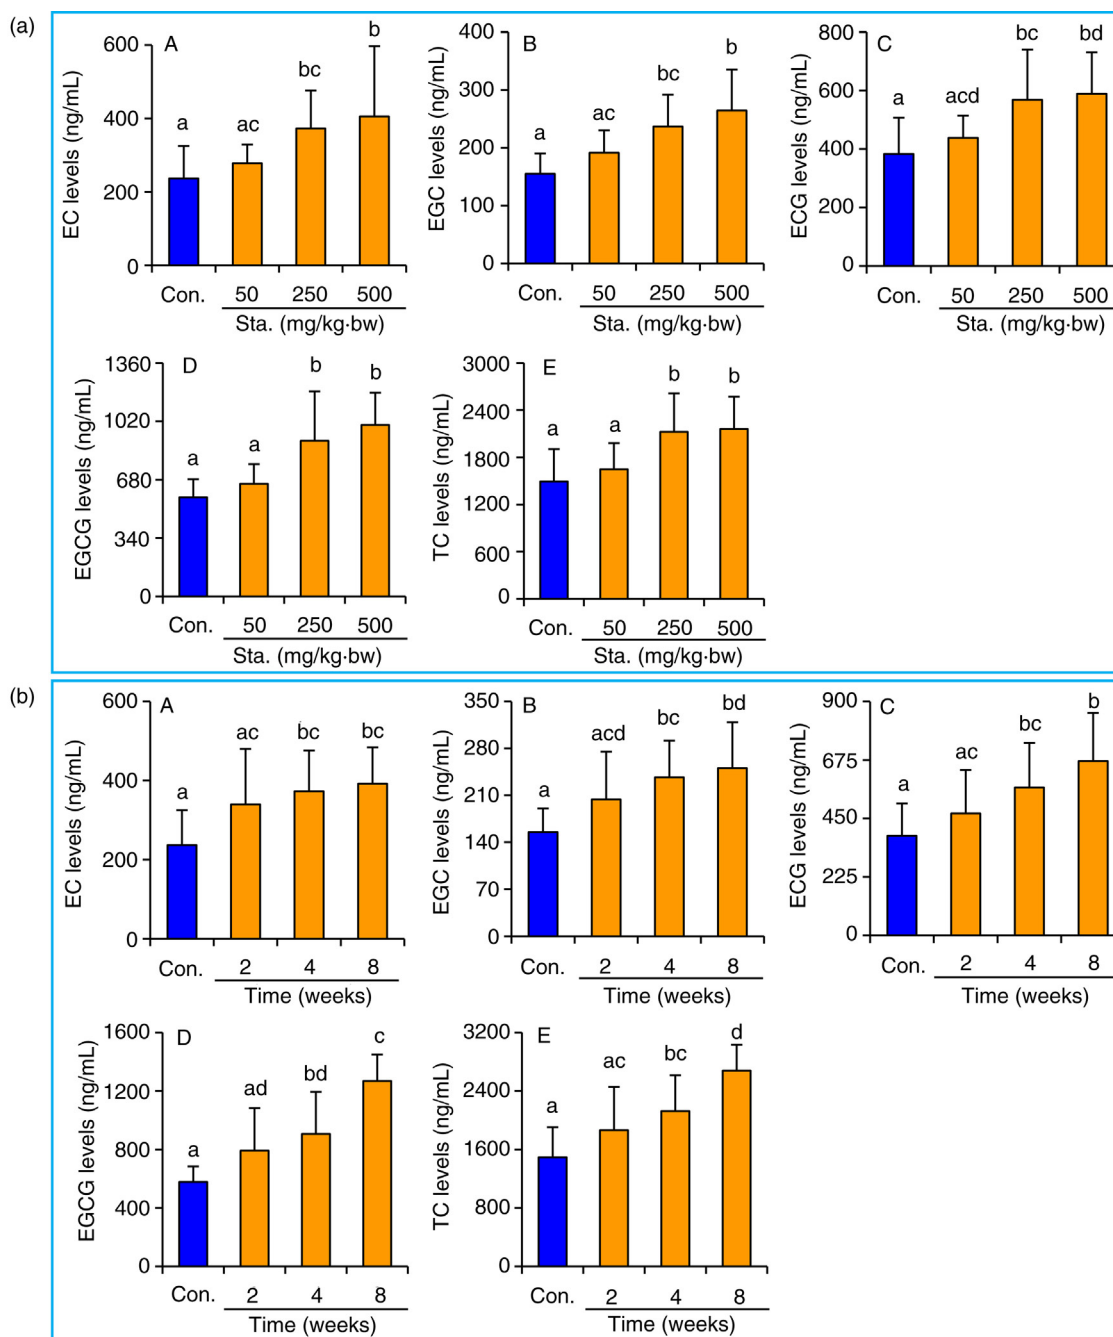 (a)
A
EC levels (ng/mL)
600
400
200
0
a
ac
bc
b
Con.
50
250
500
Sta. (mg/kg·bw)
B
EGC levels (ng/mL)
400
300
200
100
0
a
ac
bc
b
Con.
50
250
500
Sta. (mg/kg·bw)
C
ECG levels (ng/mL)
800
600
400
200
0
a
acd
bc
bd
Con.
50
250
500
Sta. (mg/kg·bw)
D
EGCG levels (ng/mL)
1360
1020
680
340
0
a
a
b
b
Con.
50
250
500
Sta. (mg/kg·bw)
E
TC levels (ng/mL)
3000
2400
1800
1200
600
0
a
a
b
b
Con.
50
250
500
Sta. (mg/kg·bw)
(b)
A
EC levels (ng/mL)
600
400
200
0
a
ac
bc
bc
Con.
2
4
8
Time (weeks)
B
EGC levels (ng/mL)
350
280
210
140
70
0
a
acd
bc
bd
Con.
2
4
8
Time (weeks)
C
ECG levels (ng/mL)
900
675
450
225
0
a
ac
bc
b
Con.
2
4
8
Time (weeks)
D
EGCG levels (ng/mL)
1600
1200
800
400
0
a
ad
bd
c
Con.
2
4
8
Time (weeks)
E
TC levels (ng/mL)
3200
2400
1600
800
0
a
ac
bc
d
Con.
2
4
8
Time (weeks)